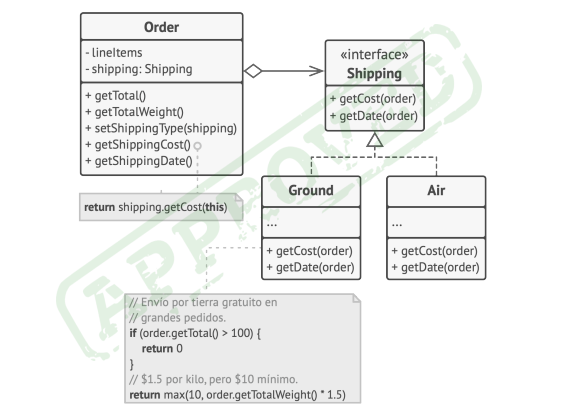 Order
- lineItems
- shipping: Shipping
+ getTotal()
+ getTotalWeight()
+ setShippingType(shipping)
+ getShippingCost()
+ getShippingDate()
return shipping.getCost(this)
«interface»
Shipping
+ getCost(order)
+ getDate(order)
Ground
...
+ getCost(order)
+ getDate(order)
Air
...
+ getCost(order)
+ getDate(order)
// Envío por tierra gratuito en
// grandes pedidos.
if (order.getTotal() > 100) {
return 0
}
// $1.5 por kilo, pero $10 mínimo.
return max(10, order.getTotalWeight() * 1.5)
APPROVED